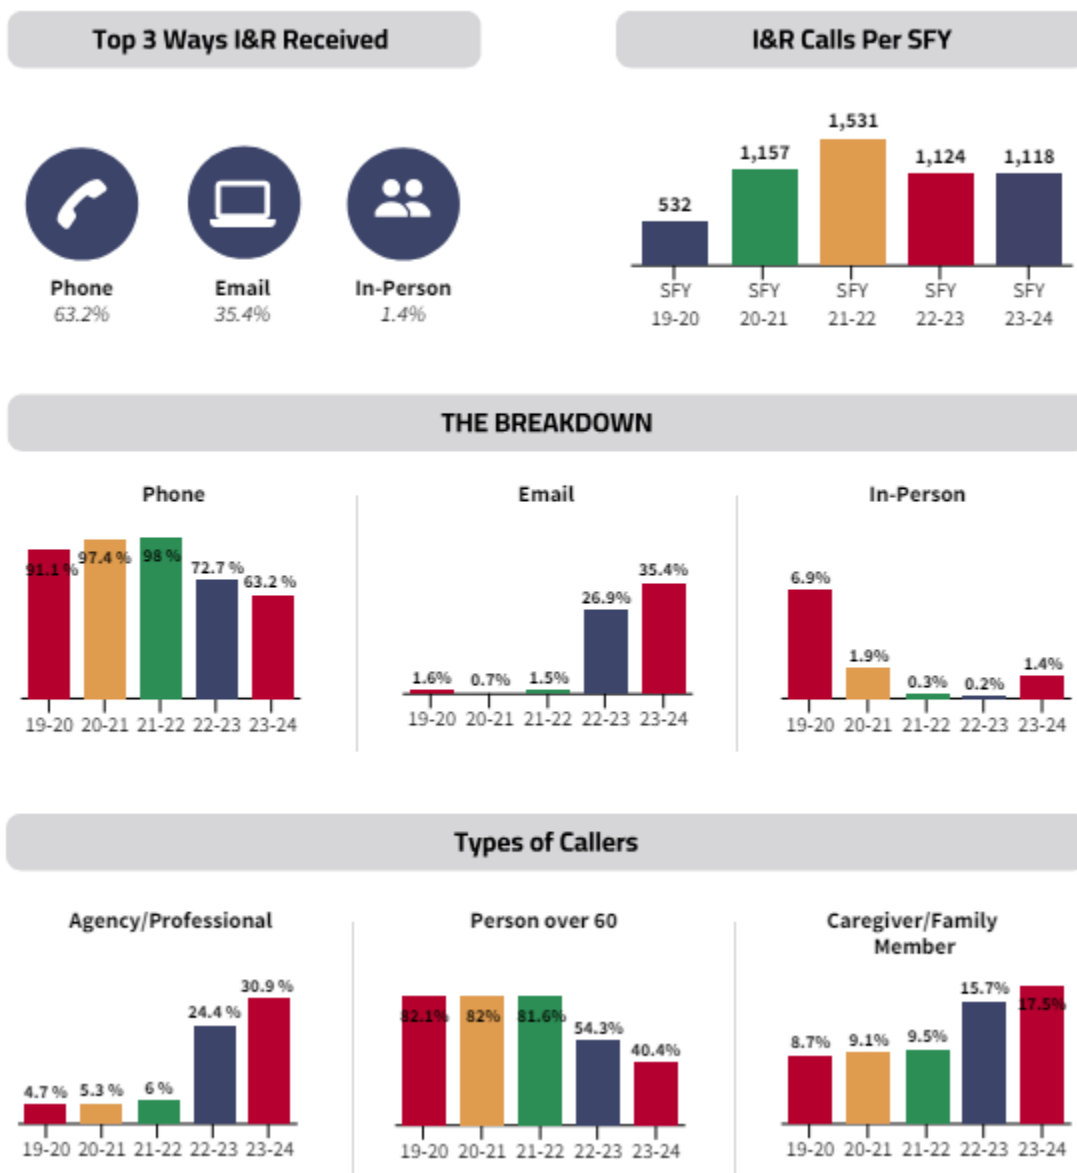 Top 3 Ways I&R Received
Phone
63.2%
Email
35.4%
In-Person
1.4%
I&R Calls Per SFY
532
1,157
1,531
1,124
1,118
SFY
19-20
SFY
20-21
SFY
21-22
SFY
22-23
SFY
23-24
THE BREAKDOWN
Phone
91.1 %
97.4 %
98 %
72.7 %
63.2 %
19-20 20-21 21-22 22-23 23-24
Email
1.6%
0.7%
1.5%
26.9%
35.4%
19-20 20-21 21-22 22-23 23-24
In-Person
6.9%
1.9%
0.3%
0.2%
1.4%
19-20 20-21 21-22 22-23 23-24
Types of Callers
Agency/Professional
4.7 %
5.3 %
6 %
24.4 %
30.9 %
19-20 20-21 21-22 22-23 23-24
Person over 60
82.1%
82%
81.6%
54.3%
40.4%
19-20 20-21 21-22 22-23 23-24
Caregiver/Family
Member
8.7%
9.1%
9.5%
15.7%
17.5%
19-20 20-21 21-22 22-23 23-24